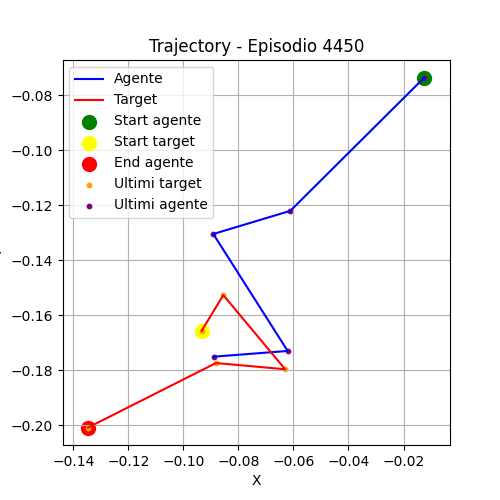 Trajectory - Episodio 4450
Agente
Target
Start agente
Start target
End agente
Ultimi target
Ultimi agente
−0.08
−0.10
−0.12
−0.14
−0.16
−0.18
−0.20
−0.14
−0.12
−0.10
−0.08
−0.06
−0.04
−0.02
X